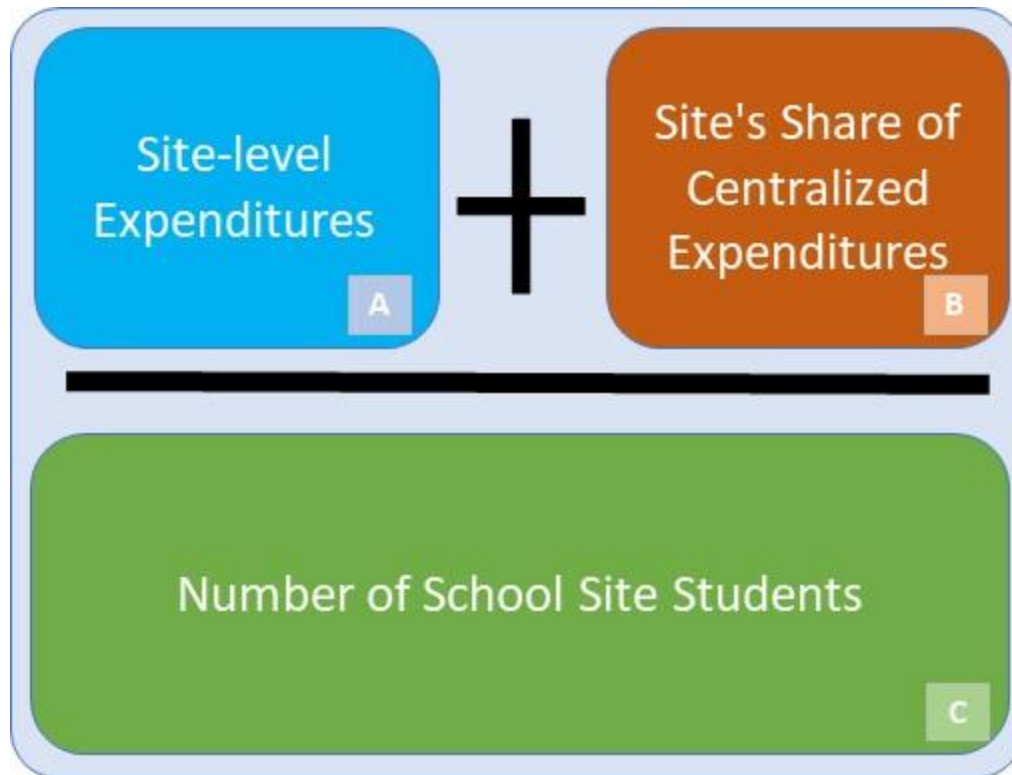 Site-level
Expenditures
A
Site's Share of
Centralized
Expenditures
B
Number of School Site Students
C